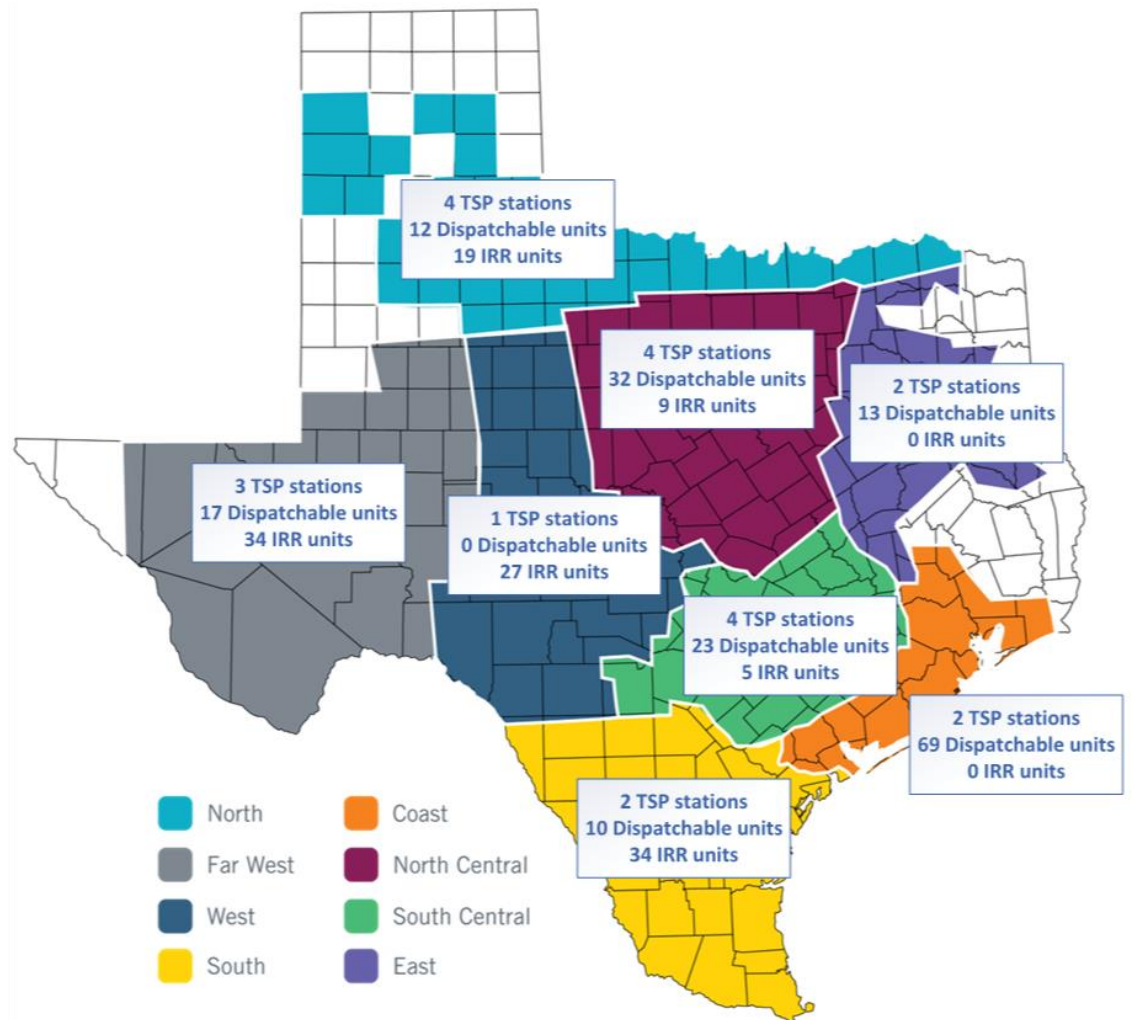 4 TSP stations
12 Dispatchable units
19 IRR units
4 TSP stations
32 Dispatchable units
9 IRR units
2 TSP stations
13 Dispatchable units
0 IRR units
3 TSP stations
17 Dispatchable units
34 IRR units
1 TSP stations
0 Dispatchable units
27 IRR units
4 TSP stations
23 Dispatchable units
5 IRR units
2 TSP stations
69 Dispatchable units
0 IRR units
2 TSP stations
10 Dispatchable units
34 IRR units
North
Far West
West
South
Coast
North Central
South Central
East